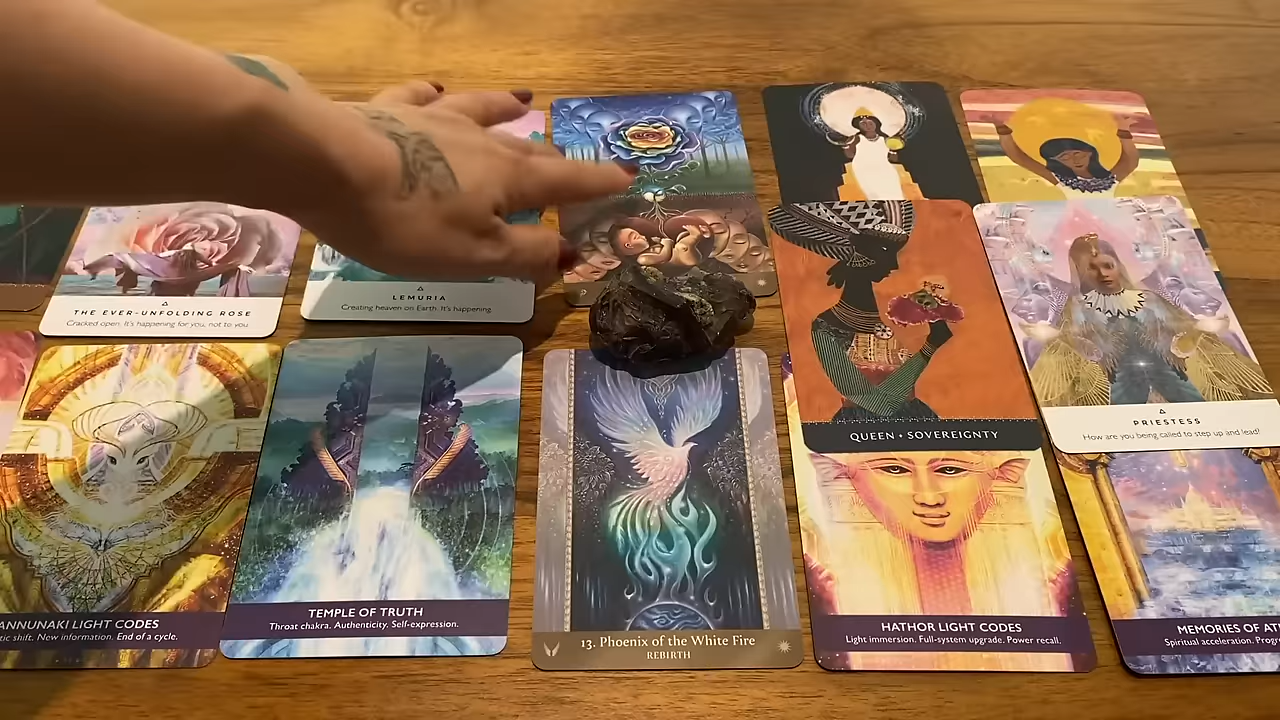 THE EVER-UNFOLDING ROSE
Cracked open. It's happening for you, not to you.
LEMURIA
Creating heaven on Earth. It's happening.
QUEEN • SOVEREIGNTY
PRIESTESS
How are you being called to step up and lead?
ANNUNAKI LIGHT CODES
tic shift. New information. End of a cycle.
TEMPLE OF TRUTH
Throat chakra. Authenticity. Self-expression.
13. Phoenix of the White Fire
REBIRTH
HATHOR LIGHT CODES
Light immersion. Full-system upgrade. Power recall.
MEMORIES OF AT
Spiritual acceleration. Progr